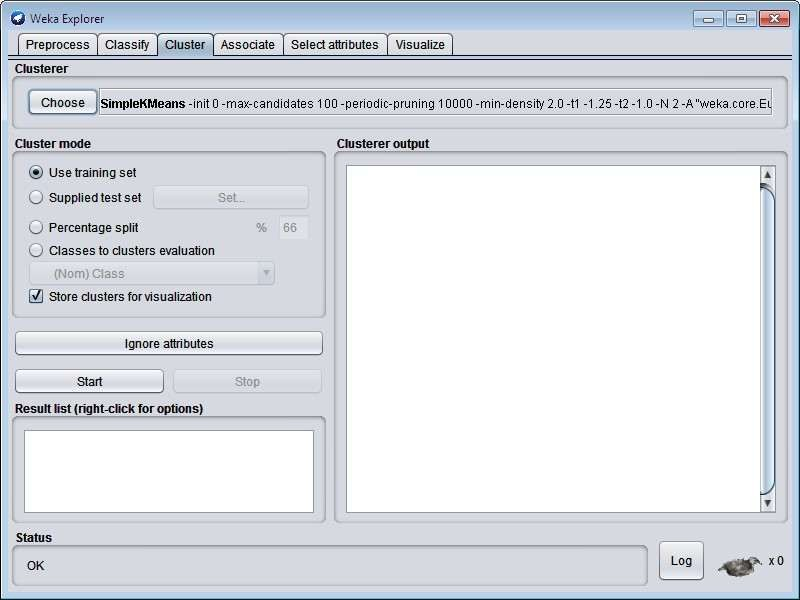 Weka Explorer
Preprocess Classify Cluster Associate Select attributes Visualize
Clusterer
Choose SimpleKMeans -init 0 -max-candidates 100 -periodic-pruning 10000 -min-density 2.0 -t1 -1.25 -t2 -1.0 -N 2 -A "weka.core.Eu
Cluster mode
Use training set
Supplied test set Set...
Percentage split % 66
Classes to clusters evaluation
(Nom) Class
Store clusters for visualization
Ignore attributes
Start Stop
Result list (right-click for options)
Clusterer output
Status
OK
Log
x 0